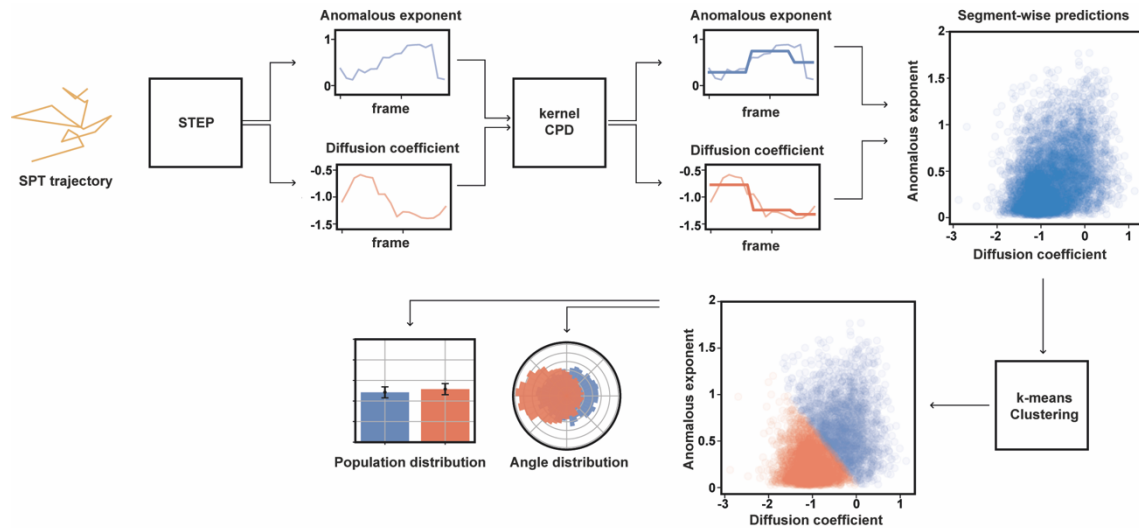 SPT trajectory
STEP
Anomalous exponent
1
0
frame
Diffusion coefficient
-0.5
-1.0
-1.5
frame
kernel
CPD
Anomalous exponent
1
0
frame
Diffusion coefficient
-0.5
-1.0
-1.5
frame
Segment-wise predictions
Anomalous exponent
2
1.5
1
0.5
0
-3
-2
-1
0
1
Diffusion coefficient
k-means
Clustering
Anomalous exponent
2
1.5
1
0.5
0
-3
-2
-1
0
1
Diffusion coefficient
Population distribution
Angle distribution